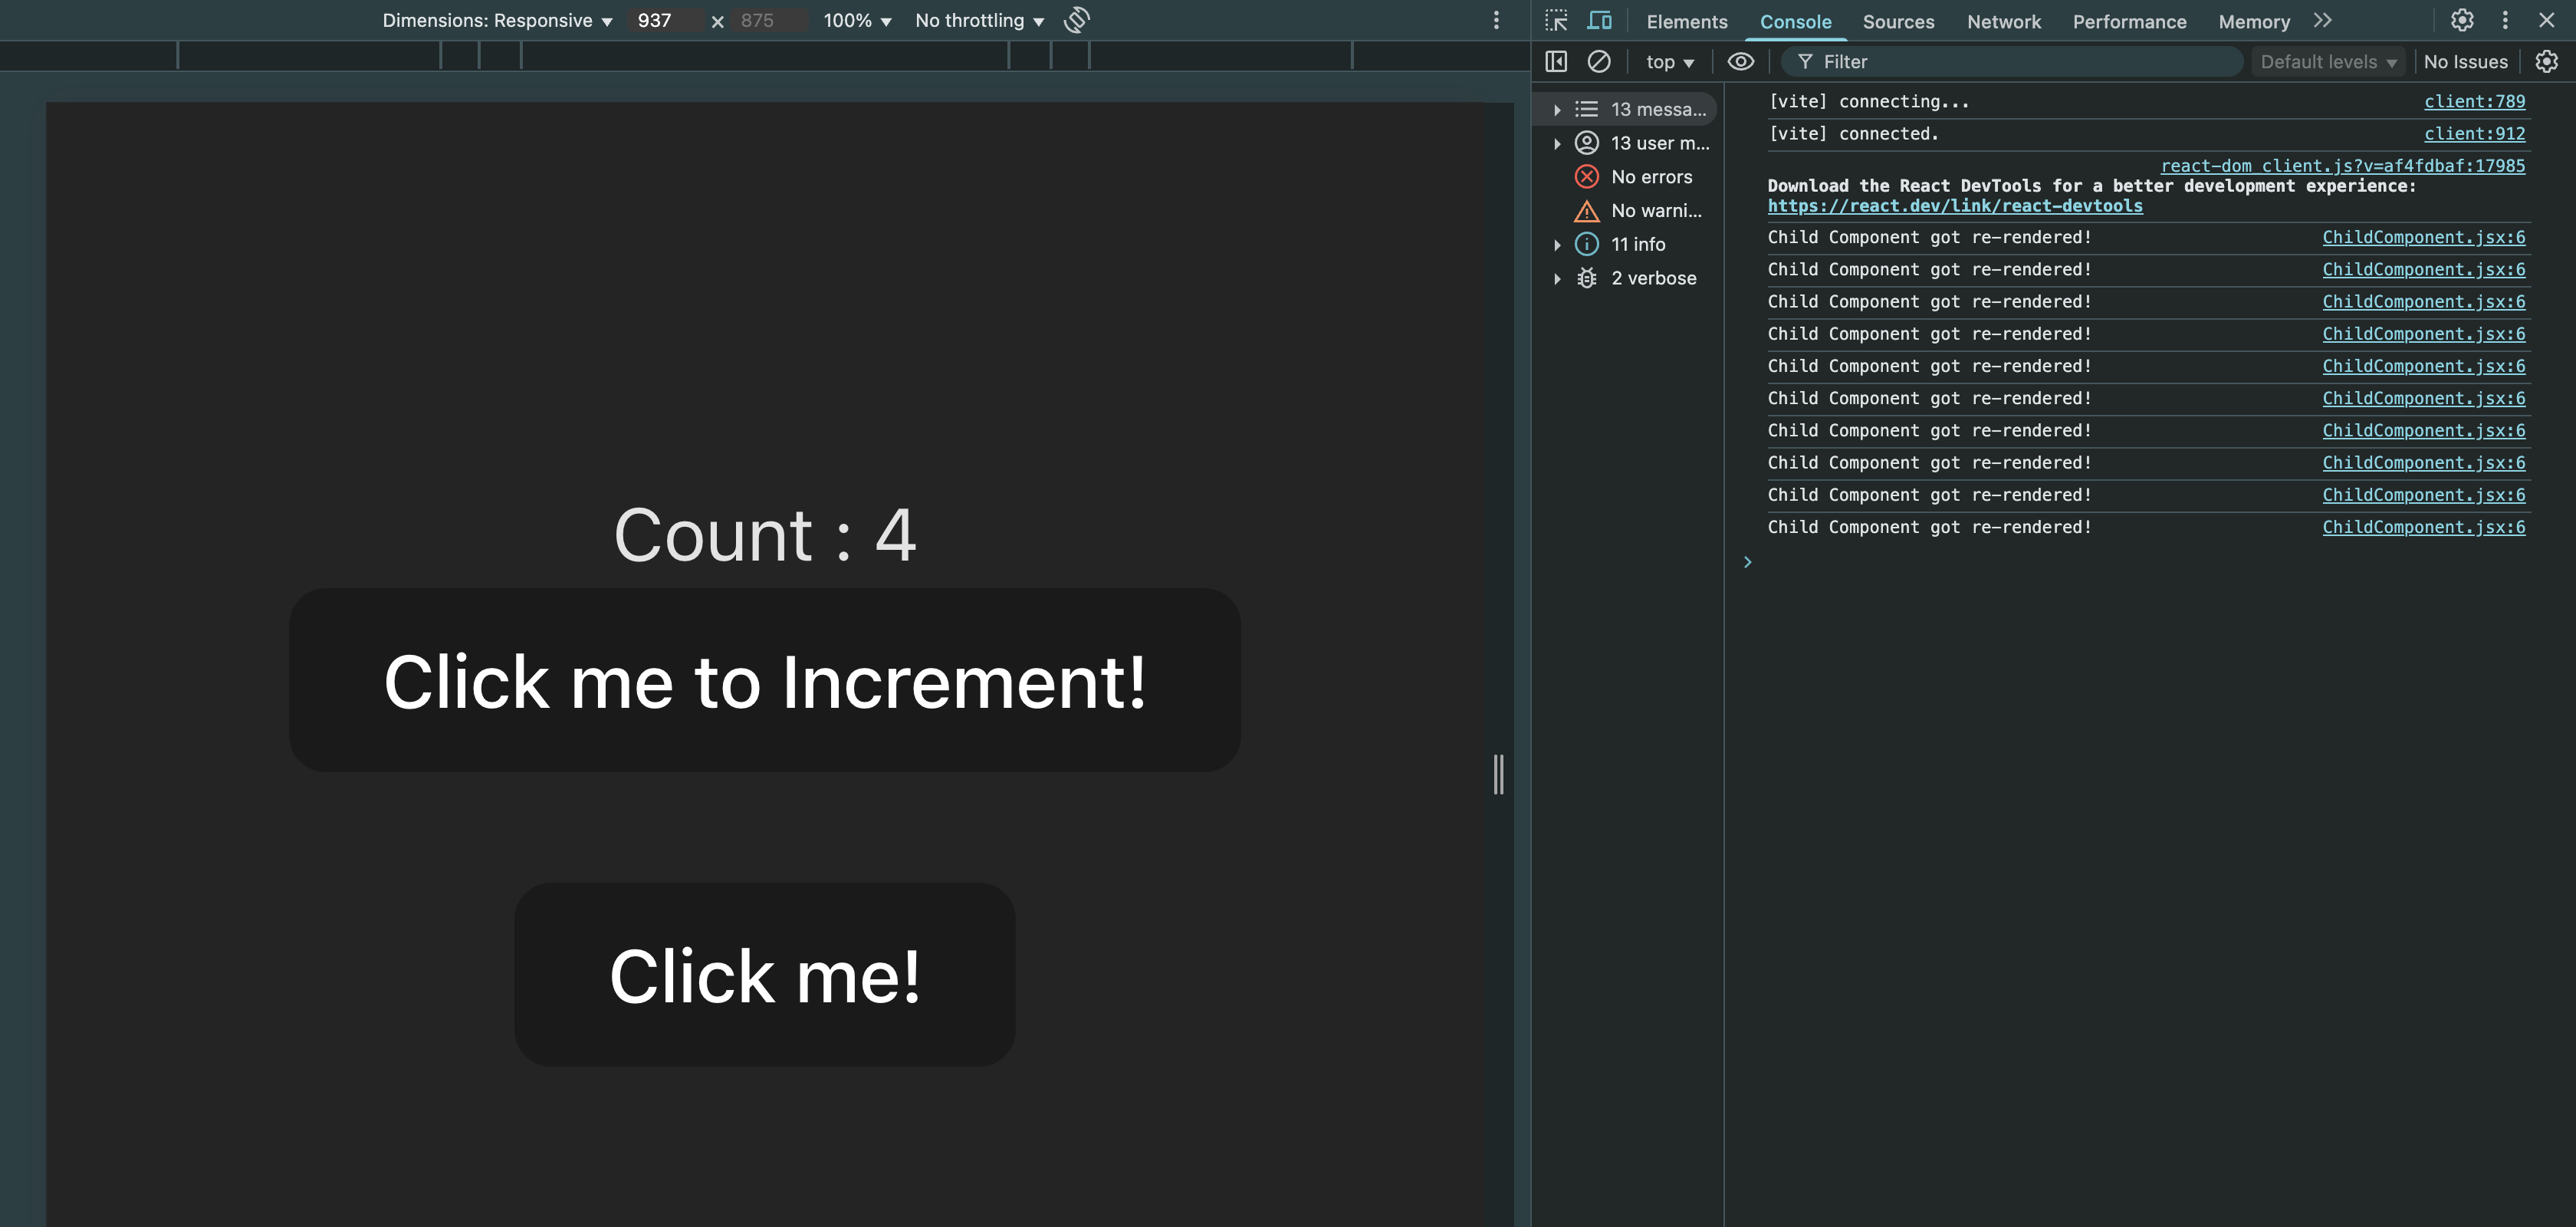 Dimensions: Responsive ▼ 937 × 875 100% ▼ No throttling ▼
Count : 4
Click me to Increment!
Click me!
Elements Console Sources Network Performance Memory
top ▼ Filter Default levels ▼ No Issues
13 messa...
13 user m...
No errors
No warni...
11 info
2 verbose
[vite] connecting... client:789
[vite] connected. client:912
react-dom_client.js?v=af4fdbaf:17985
Download the React DevTools for a better development experience:
https://react.dev/link/react-devtools
Child Component got re-rendered! ChildComponent.jsx:6
Child Component got re-rendered! ChildComponent.jsx:6
Child Component got re-rendered! ChildComponent.jsx:6
Child Component got re-rendered! ChildComponent.jsx:6
Child Component got re-rendered! ChildComponent.jsx:6
Child Component got re-rendered! ChildComponent.jsx:6
Child Component got re-rendered! ChildComponent.jsx:6
Child Component got re-rendered! ChildComponent.jsx:6
Child Component got re-rendered! ChildComponent.jsx:6
Child Component got re-rendered! ChildComponent.jsx:6